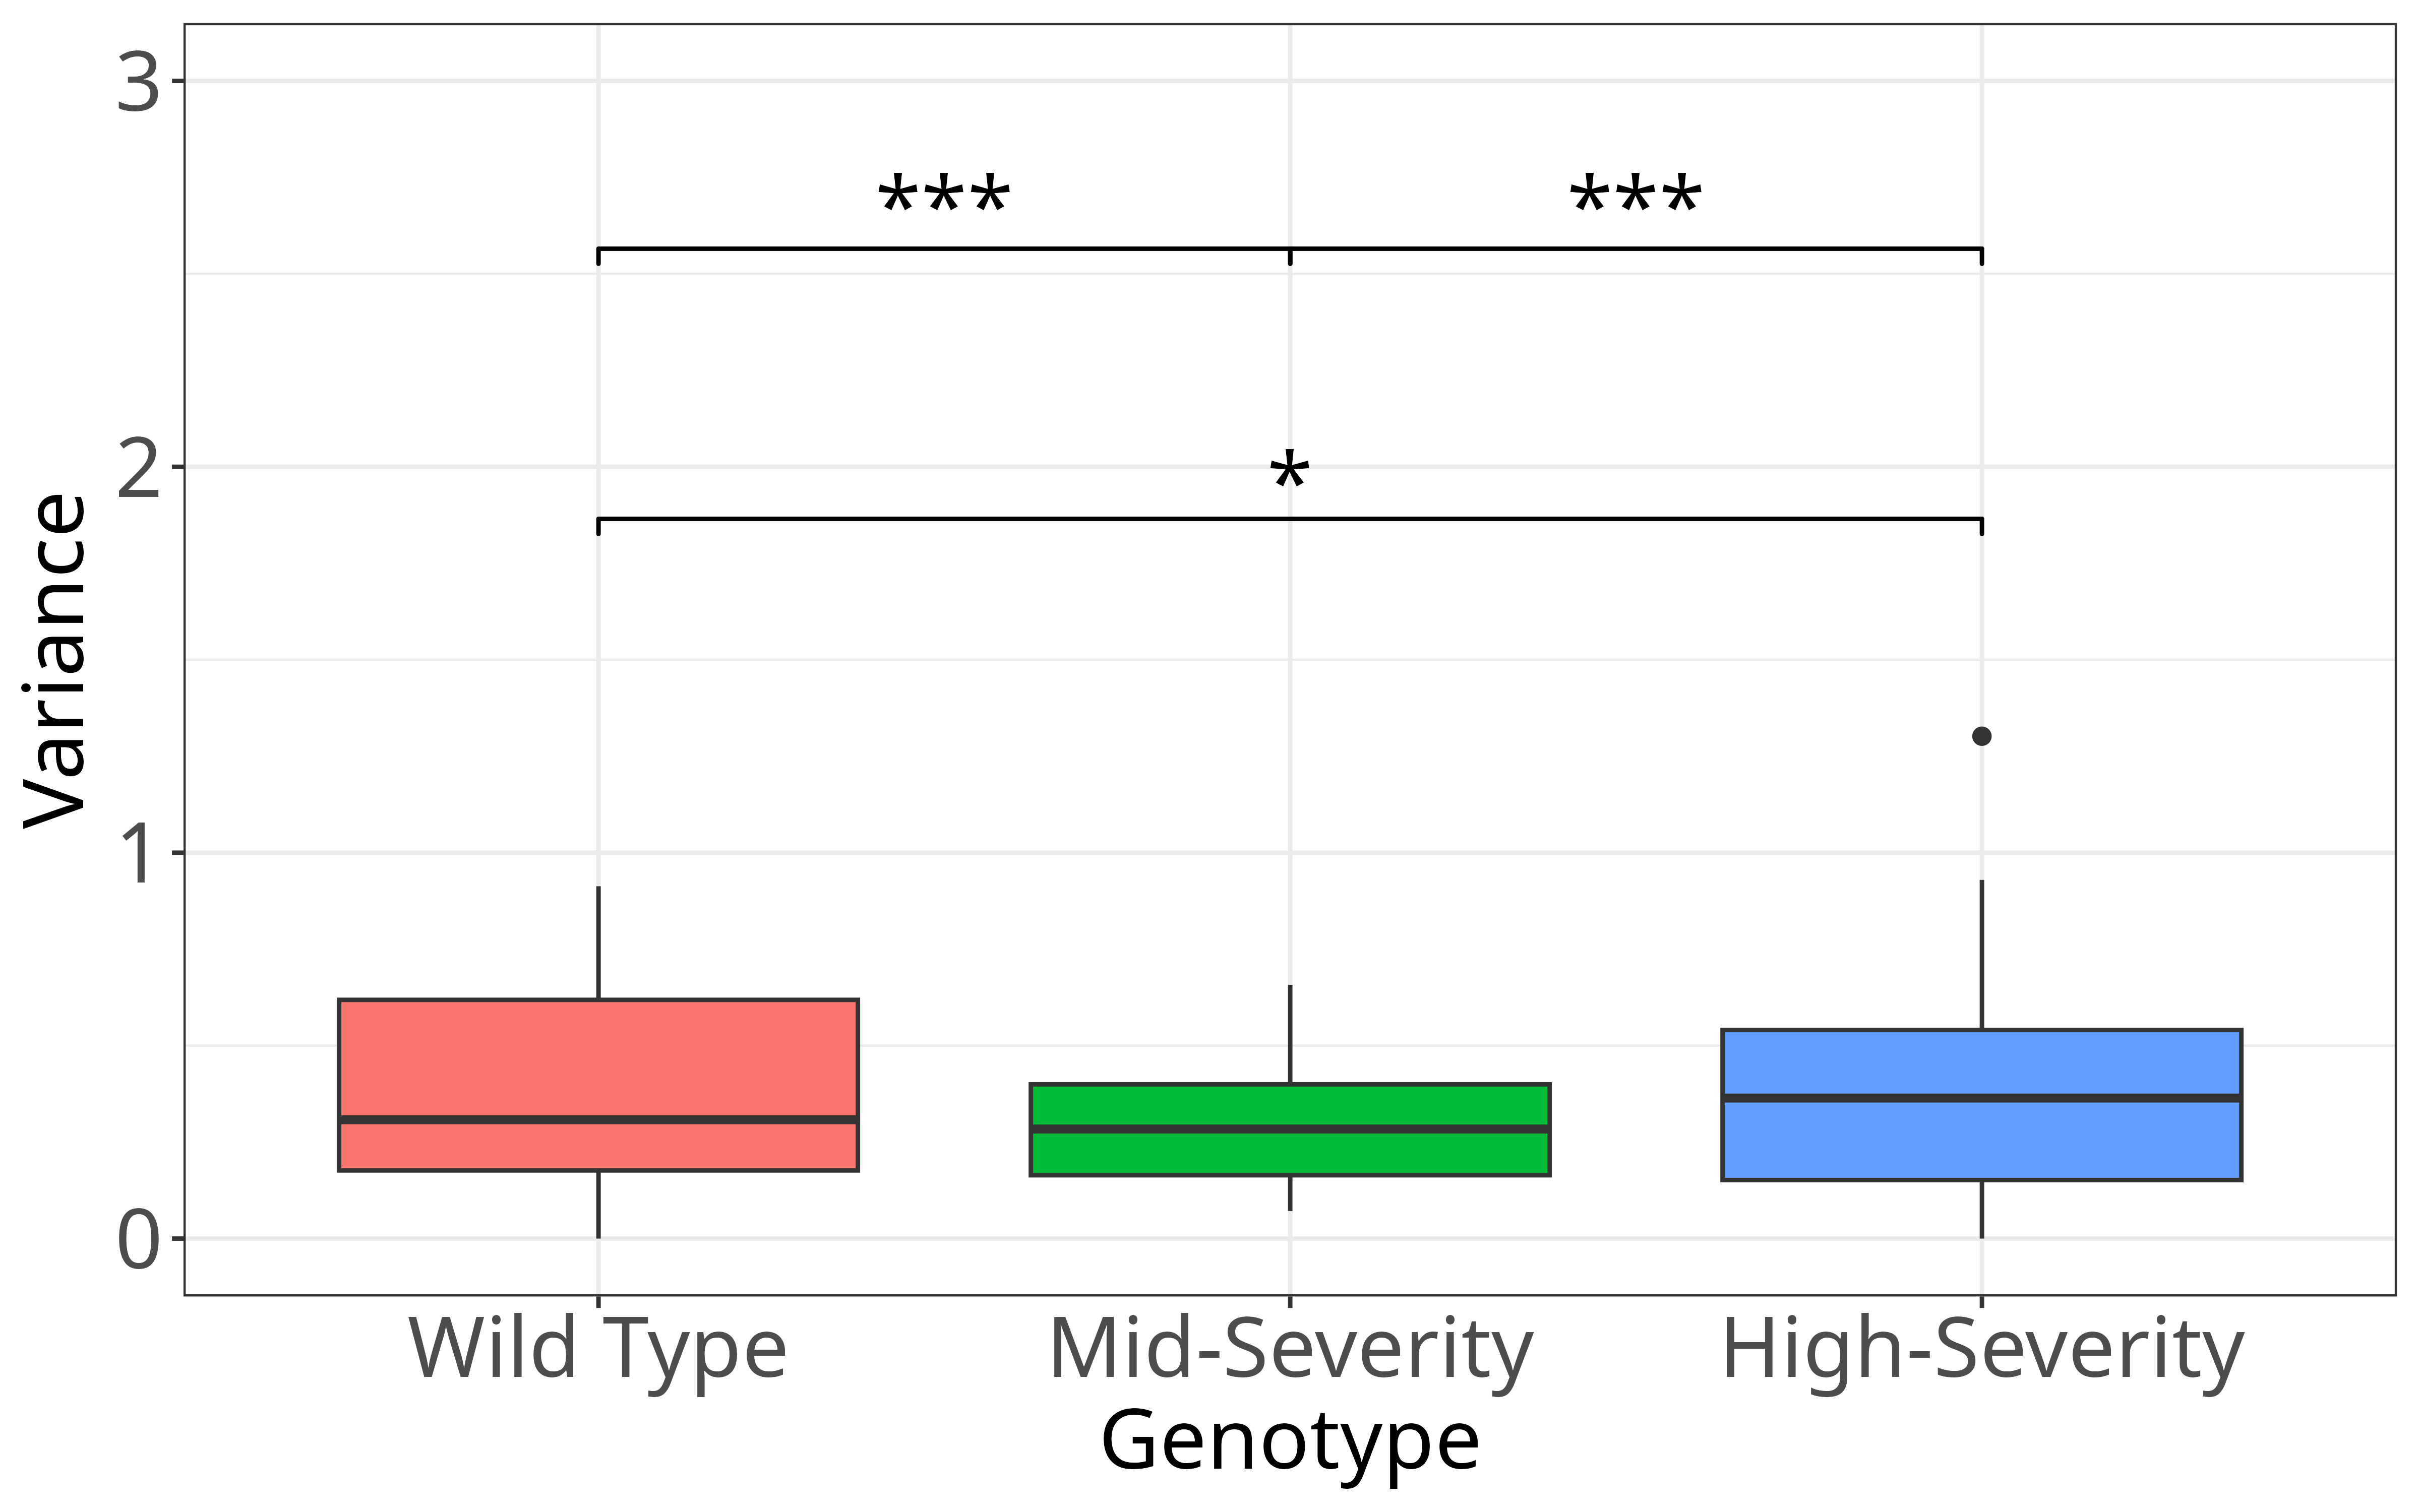 3
*** ***
2
*
1
0
Variance
Wild Type Mid-Severity High-Severity
Genotype